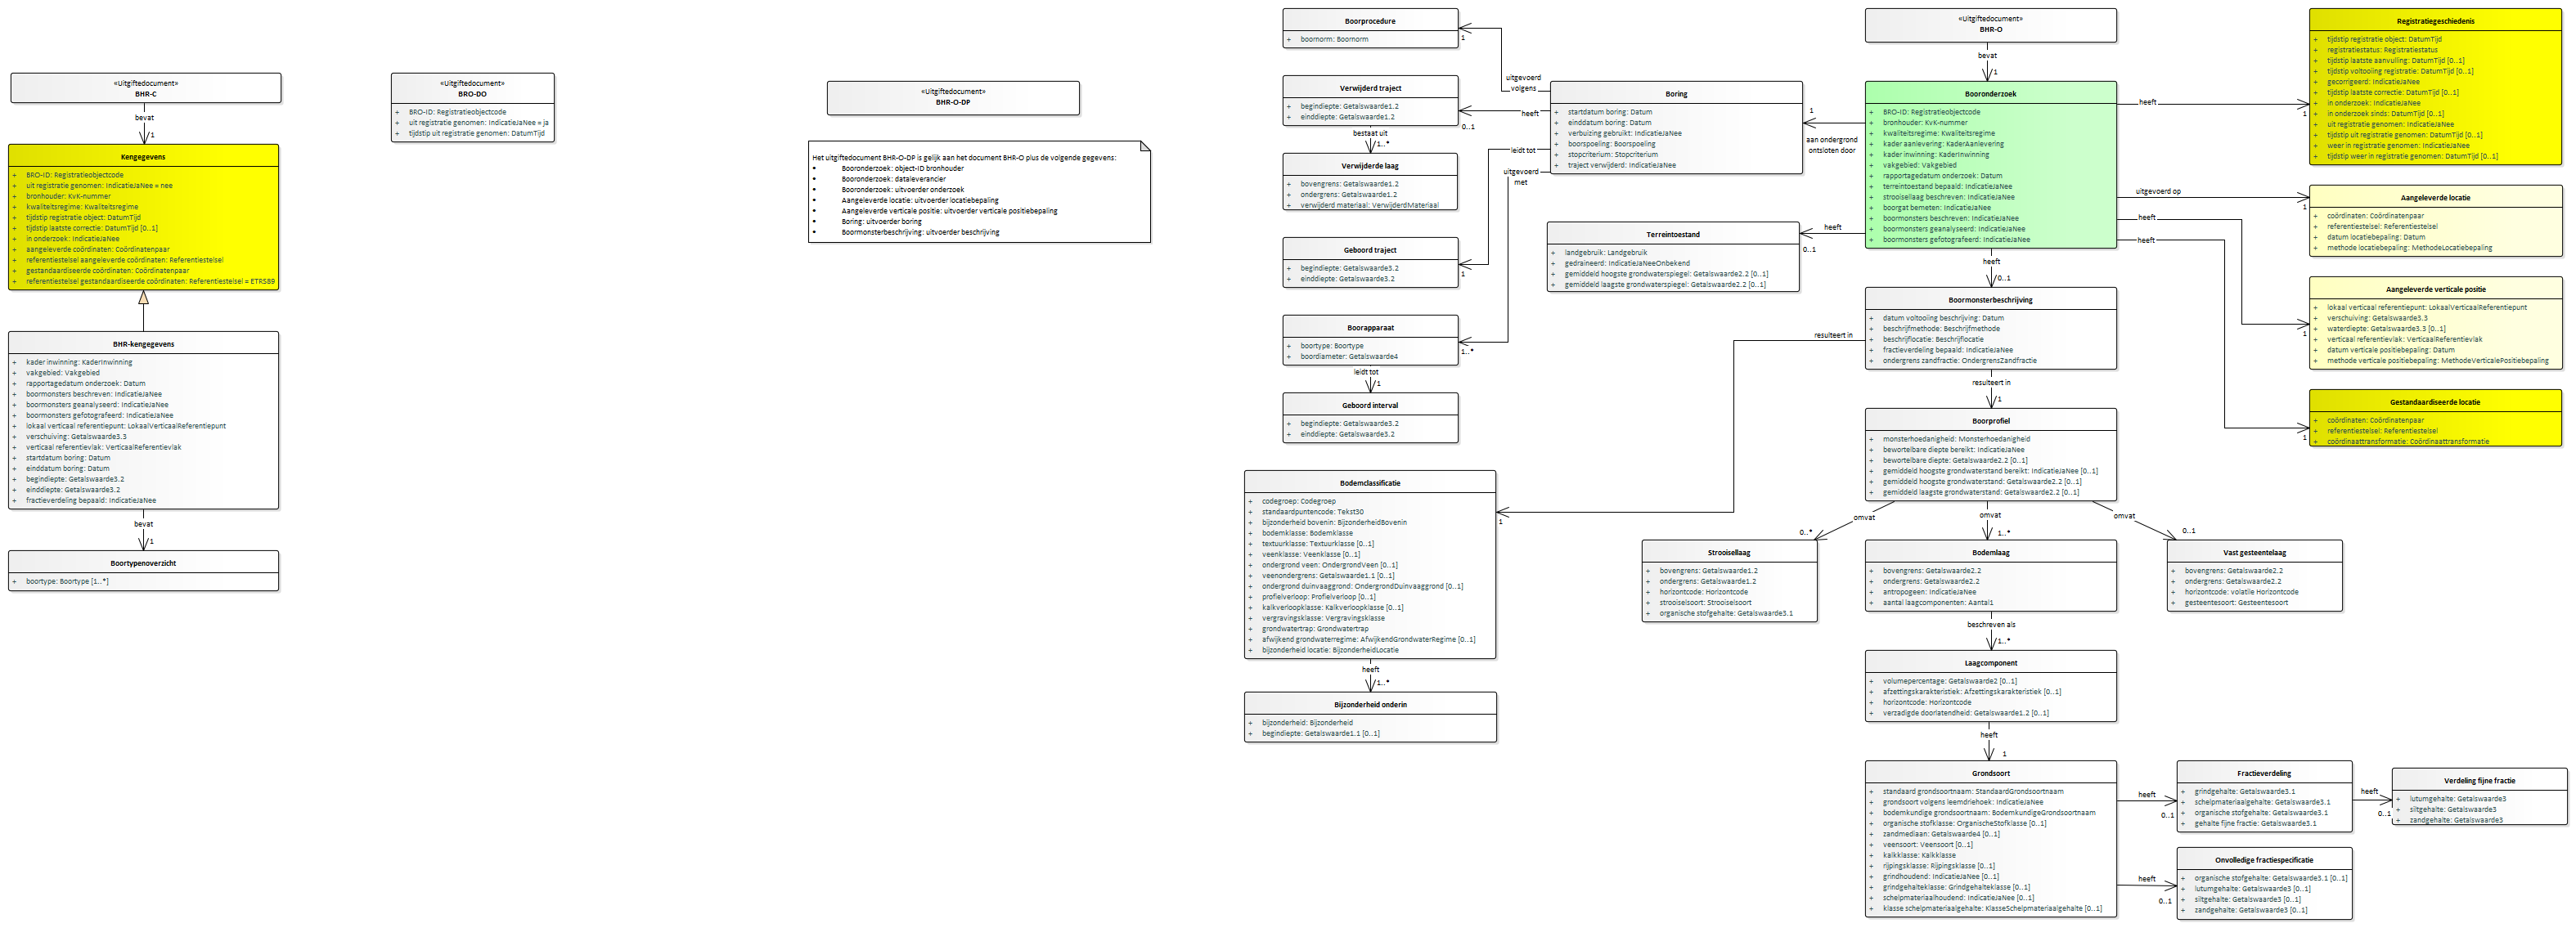 «Uitgiftedocument»
BHR-C
bevat
1
Kengegevens
+ BRO-ID: Registratieobjectcode
+ uit registratie genomen: IndicatieJaNee = nee
+ bronhouder: KvK-nummer
+ kwaliteitsregime: Kwaliteitsregime
+ tijdstip registratie object: DatumTijd
+ tijdstip laatste correctie: DatumTijd [0..1]
+ in onderzoek: IndicatieJaNee
+ aangeleverde coördinaten: Coördinatenpaar
+ referentiestelsel aangeleverde coördinaten: Referentiestelsel
+ gestandaardiseerde coördinaten: Coördinatenpaar
+ referentiestelsel gestandaardiseerde coördinaten: Referentiestelsel = ETRS89
BHR-kengegevens
+ kader inwinning: KaderInwinning
+ vakgebied: Vakgebied
+ rapportagedatum onderzoek: Datum
+ boormonsters beschreven: IndicatieJaNee
+ boormonsters geanalyseerd: IndicatieJaNee
+ boormonsters gefotografeerd: IndicatieJaNee
+ lokaal verticaal referentiepunt: LokaalVerticaalReferentiepunt
+ verschuiving: Getalswaarde3.3
+ verticaal referentievlak: VerticaalReferentievlak
+ startdatum boring: Datum
+ einddatum boring: Datum
+ begindiepte: Getalswaarde3.2
+ einddiepte: Getalswaarde3.2
+ fractieverdeling bepaald: IndicatieJaNee
bevat
1
Boortypenoverzicht
+ boortype: Boortype [1..*]
«Uitgiftedocument»
BRO-DO
+ BRO-ID: Registratieobjectcode
+ uit registratie genomen: IndicatieJaNee = ja
+ tijdstip uit registratie genomen: DatumTijd
«Uitgiftedocument»
BHR-O-DP
Het uitgiftedocument BHR-O-DP is gelijk aan het document BHR-O plus de volgende gegevens:
• Booronderzoek: object-ID bronhouder
• Booronderzoek: dataleverancier
• Booronderzoek: uitvoerder onderzoek
• Aangeleverde locatie: uitvoerder locatiebepaling
• Aangeleverde verticale positie: uitvoerder verticale positiebepaling
• Boring: uitvoerder boring
• Boormonsterbeschrijving: uitvoerder beschrijving
Boorprocedure
+ boornorm: Boornorm
1
uitgevoerd
volgens
Verwijderd traject
+ begindiepte: Getalswaarde1.2
+ einddiepte: Getalswaarde1.2
heeft
0..1
bestaat uit
1..*
Verwijderde laag
+ bovengrens: Getalswaarde1.2
+ ondergrens: Getalswaarde1.2
+ verwijderd materiaal: VerwijderdMateriaal
leidt tot
uitgevoerd
met
Geboord traject
+ begindiepte: Getalswaarde3.2
+ einddiepte: Getalswaarde3.2
1
Boorapparaat
+ boortype: Boortype
+ boordiameter: Getalswaarde4
1..*
leidt tot
1
Geboord interval
+ begindiepte: Getalswaarde3.2
+ einddiepte: Getalswaarde3.2
Bodemclassificatie
+ codegroep: Codegroep
+ standaardpuntencode: Tekst30
+ bijzonderheid bovenin: BijzonderheidBovenin
+ bodemklasse: Bodemklasse
+ textuurklasse: Textuurklasse [0..1]
+ veenklasse: Veenklasse [0..1]
+ ondergrond veen: OndergrondVeen [0..1]
+ veenondergrens: Getalswaarde1.1 [0..1]
+ ondergrond duinvaaggrond: OndergrondDuinvaaggrond [0..1]
+ profielverloop: Profielverloop [0..1]
+ kalkverloopklasse: Kalkverloopklasse [0..1]
+ vergravingsklasse: Vergravingsklasse
+ grondwatertrap: Grondwatertrap
+ afwijkend grondwaterregime: AfwijkendGrondwaterRegime [0..1]
+ bijzonderheid locatie: BijzonderheidLocatie
1
heeft
1..*
Bijzonderheid onderin
+ bijzonderheid: Bijzonderheid
+ begindiepte: Getalswaarde1.1 [0..1]
Boring
+ startdatum boring: Datum
+ einddatum boring: Datum
+ verbuizing gebruikt: IndicatieJaNee
+ boorspoeling: Boorspoeling
+ stopcriterium: Stopcriterium
+ traject verwijderd: IndicatieJaNee
1
aan ondergrond
ontsloten door
Terreintoestand
+ landgebruik: Landgebruik
+ gedraineerd: IndicatieJaNeeOnbekend
+ gemiddeld hoogste grondwaterspiegel: Getalswaarde2.2 [0..1]
+ gemiddeld laagste grondwaterspiegel: Getalswaarde2.2 [0..1]
heeft
0..1
resulteert in
«Uitgiftedocument»
BHR-O
bevat
1
Booronderzoek
+ BRO-ID: Registratieobjectcode
+ bronhouder: KvK-nummer
+ kwaliteitsregime: Kwaliteitsregime
+ kader aanlevering: KaderAanlevering
+ kader inwinning: KaderInwinning
+ vakgebied: Vakgebied
+ rapportagedatum onderzoek: Datum
+ terreintoestand bepaald: IndicatieJaNee
+ strooisellaag beschreven: IndicatieJaNee
+ boorgat bemeten: IndicatieJaNee
+ boormonsters beschreven: IndicatieJaNee
+ boormonsters geanalyseerd: IndicatieJaNee
+ boormonsters gefotografeerd: IndicatieJaNee
heeft
0..1
Boormonsterbeschrijving
+ datum voltooiing beschrijving: Datum
+ beschrijfmethode: Beschrijfmethode
+ beschrijflocatie: Beschrijflocatie
+ fractieverdeling bepaald: IndicatieJaNee
+ ondergrens zandfractie: OndergrensZandfractie
resulteert in
1
Boorprofiel
+ monsterhoedanigheid: Monsterhoedanigheid
+ bewortelbare diepte bereikt: IndicatieJaNee
+ bewortelbare diepte: Getalswaarde2.2 [0..1]
+ gemiddeld hoogste grondwaterstand bereikt: IndicatieJaNee [0..1]
+ gemiddeld hoogste grondwaterstand: Getalswaarde2.2 [0..1]
+ gemiddeld laagste grondwaterstand: Getalswaarde2.2 [0..1]
omvat
0..*
omvat
1..*
omvat
0..1
Strooisellaag
+ bovengrens: Getalswaarde1.2
+ ondergrens: Getalswaarde1.2
+ horizontcode: Horizontcode
+ strooiselsoort: Strooiselsoort
+ organische stofgehalte: Getalswaarde3.1
Bodemlaag
+ bovengrens: Getalswaarde2.2
+ ondergrens: Getalswaarde2.2
+ antropogeen: IndicatieJaNee
+ aantal laagcomponenten: Aantal1
Vast gesteentelaag
+ bovengrens: Getalswaarde2.2
+ ondergrens: Getalswaarde2.2
+ horizontcode: volatile Horizontcode
+ gesteentesoort: Gesteentesoort
beschreven als
1..*
Laagcomponent
+ volumepercentage: Getalswaarde2 [0..1]
+ afzettingskarakteristiek: Afzettingskarakteristiek [0..1]
+ horizontcode: Horizontcode
+ verzadigde doorlatendheid: Getalswaarde1.2 [0..1]
heeft
1
Grondsoort
+ standaard grondsoortnaam: StandaardGrondsoortnaam
+ grondsoort volgens leemdriehoek: IndicatieJaNee
+ bodemkundige grondsoortnaam: BodemkundigeGrondsoortnaam
+ organische stofklasse: OrganischeStofklasse [0..1]
+ zandmediaan: Getalswaarde4 [0..1]
+ veensoort: Veensoort [0..1]
+ kalkklasse: Kalkklasse
+ rijpingsklasse: Rijpingsklasse [0..1]
+ grindhoudend: IndicatieJaNee [0..1]
+ grindgehalteklasse: Grindgehalteklasse [0..1]
+ schelpmateriaalhoudend: IndicatieJaNee [0..1]
+ klasse schelpmateriaalgehalte: KlasseSchelpmateriaalgehalte [0..1]
heeft
0..1
Fractieverdeling
+ grindgehalte: Getalswaarde3.1
+ schelpmateriaalgehalte: Getalswaarde3.1
+ organische stofgehalte: Getalswaarde3.1
+ gehalte fijne fractie: Getalswaarde3.1
heeft
0..1
Verdeling fijne fractie
+ lutumgehalte: Getalswaarde3
+ siltgehalte: Getalswaarde3
+ zandgehalte: Getalswaarde3
heeft
0..1
Onvolledige fractiespecificatie
+ organische stofgehalte: Getalswaarde3.1 [0..1]
+ lutumgehalte: Getalswaarde3 [0..1]
+ siltgehalte: Getalswaarde3 [0..1]
+ zandgehalte: Getalswaarde3 [0..1]
heeft
1
Registratiegeschiedenis
+ tijdstip registratie object: DatumTijd
+ registratiestatus: Registratiestatus
+ tijdstip laatste aanvulling: DatumTijd [0..1]
+ tijdstip voltooiing registratie: DatumTijd [0..1]
+ gecorrigeerd: IndicatieJaNee
+ tijdstip laatste correctie: DatumTijd [0..1]
+ in onderzoek: IndicatieJaNee
+ in onderzoek sinds: DatumTijd [0..1]
+ uit registratie genomen: IndicatieJaNee
+ tijdstip uit registratie genomen: DatumTijd [0..1]
+ weer in registratie genomen: IndicatieJaNee
+ tijdstip weer in registratie genomen: DatumTijd [0..1]
uitgevoerd op
1
Aangeleverde locatie
+ coördinaten: Coördinatenpaar
+ referentiestelsel: Referentiestelsel
+ datum locatiebepaling: Datum
+ methode locatiebepaling: MethodeLocatiebepaling
heeft
1
Aangeleverde verticale positie
+ lokaal verticaal referentiepunt: LokaalVerticaalReferentiepunt
+ verschuiving: Getalswaarde3.3
+ waterdiepte: Getalswaarde3.3 [0..1]
+ verticaal referentievlak: VerticaalReferentievlak
+ datum verticale positiebepaling: Datum
+ methode verticale positiebepaling: MethodeVerticalePositiebepaling
heeft
1
Gestandaardiseerde locatie
+ coördinaten: Coördinatenpaar
+ referentiestelsel: Referentiestelsel
+ coördinaattransformatie: Coördinaattransformatie